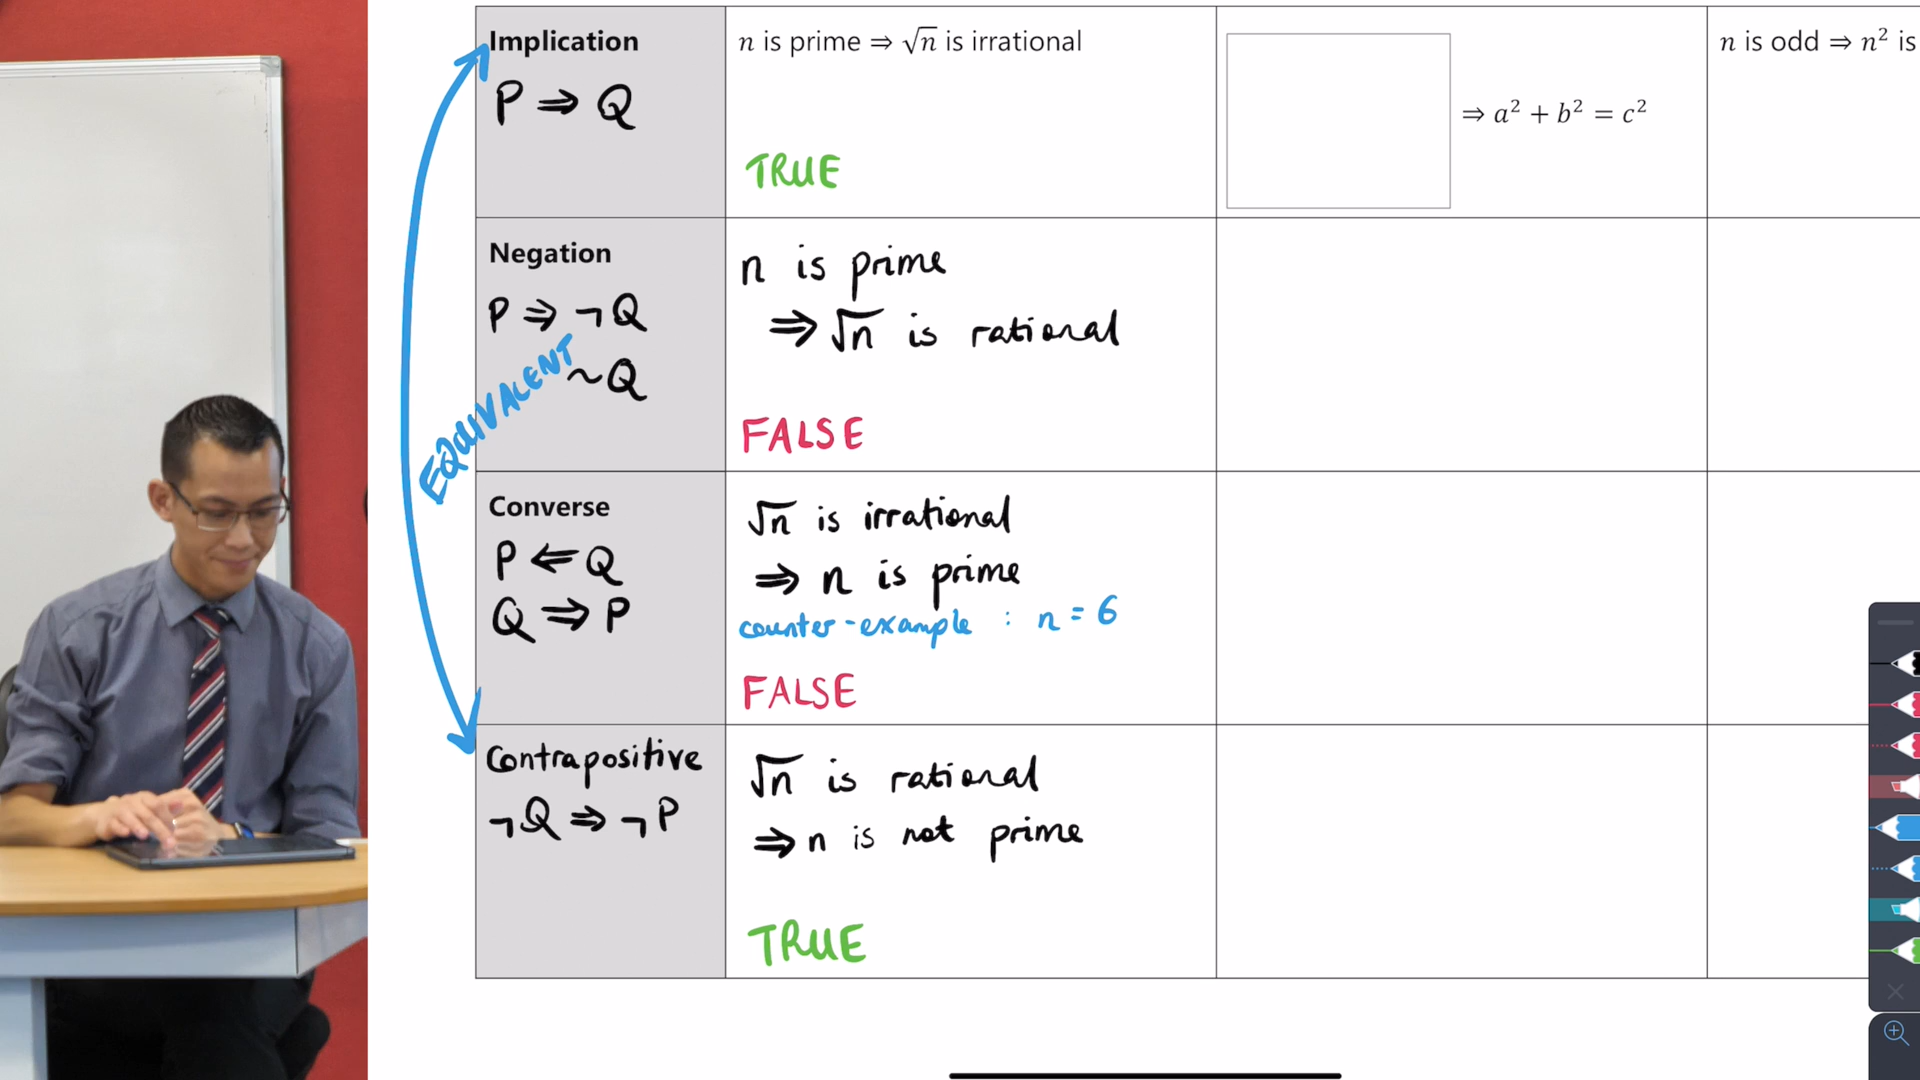 Implication
P ⇒ Q
n is prime ⇒ √n is irrational
TRUE
⇒ a² + b² = c²
n is odd ⇒ n² is
Negation
P ⇒ ¬Q
~Q
n is prime
⇒ √n is rational
FALSE
EQUIVALENT
Converse
P ⇐ Q
Q ⇒ P
√n is irrational
⇒ n is prime
counter-example : n = 6
FALSE
Contrapositive
¬Q ⇒ ¬P
√n is rational
⇒ n is not prime
TRUE